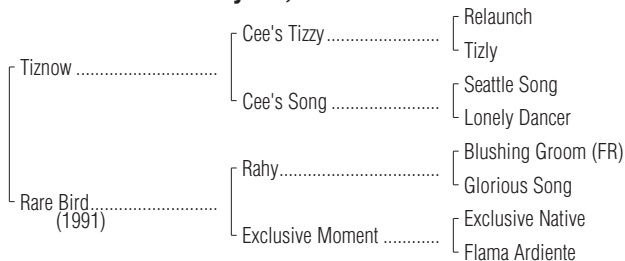 Relaunch
Cee's Tizzy
Tizly
Tiznow
Seattle Song
Cee's Song
Lonely Dancer
Blushing Groom (FR)
Rahy
Glorious Song
Rare Bird
(1991)
Exclusive Native
Exclusive Moment
Flama Ardiente